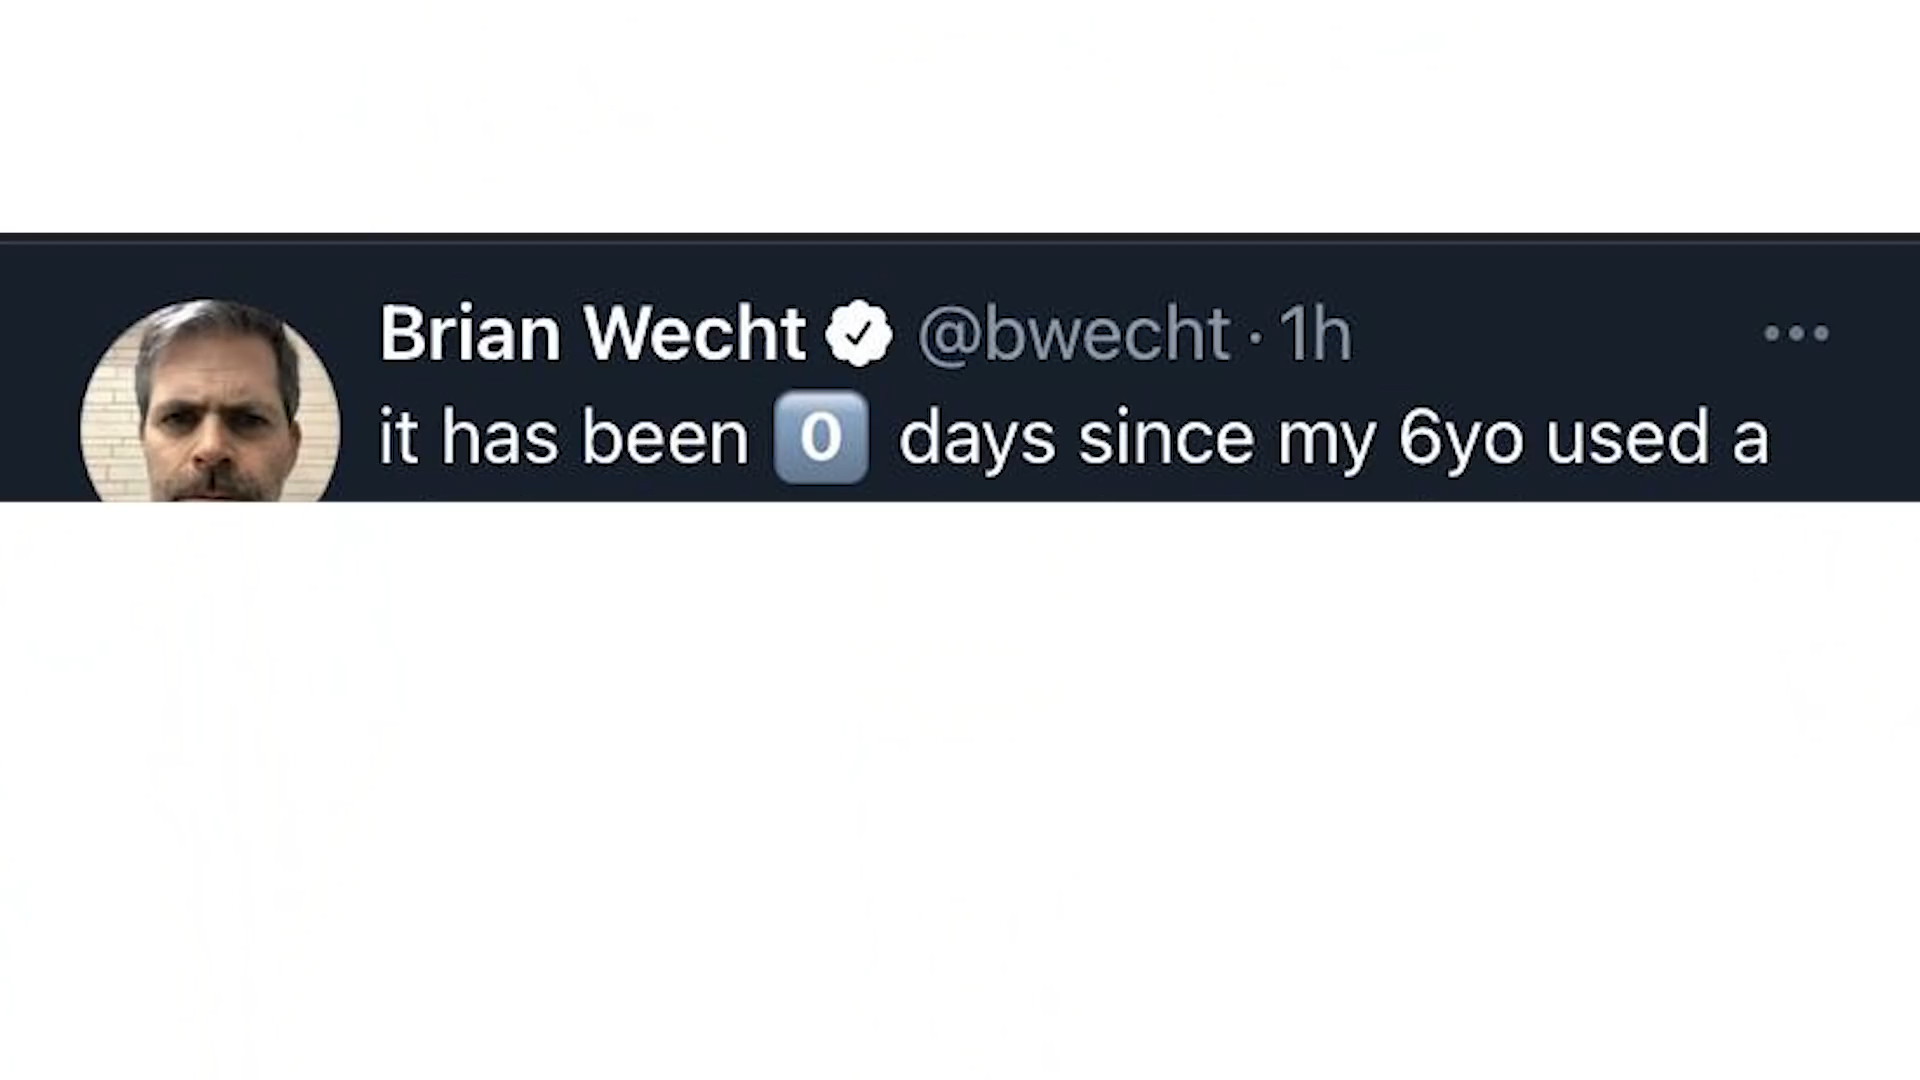 Brian Wecht @bwecht · 1h
it has been 0️⃣ days since my 6yo used a